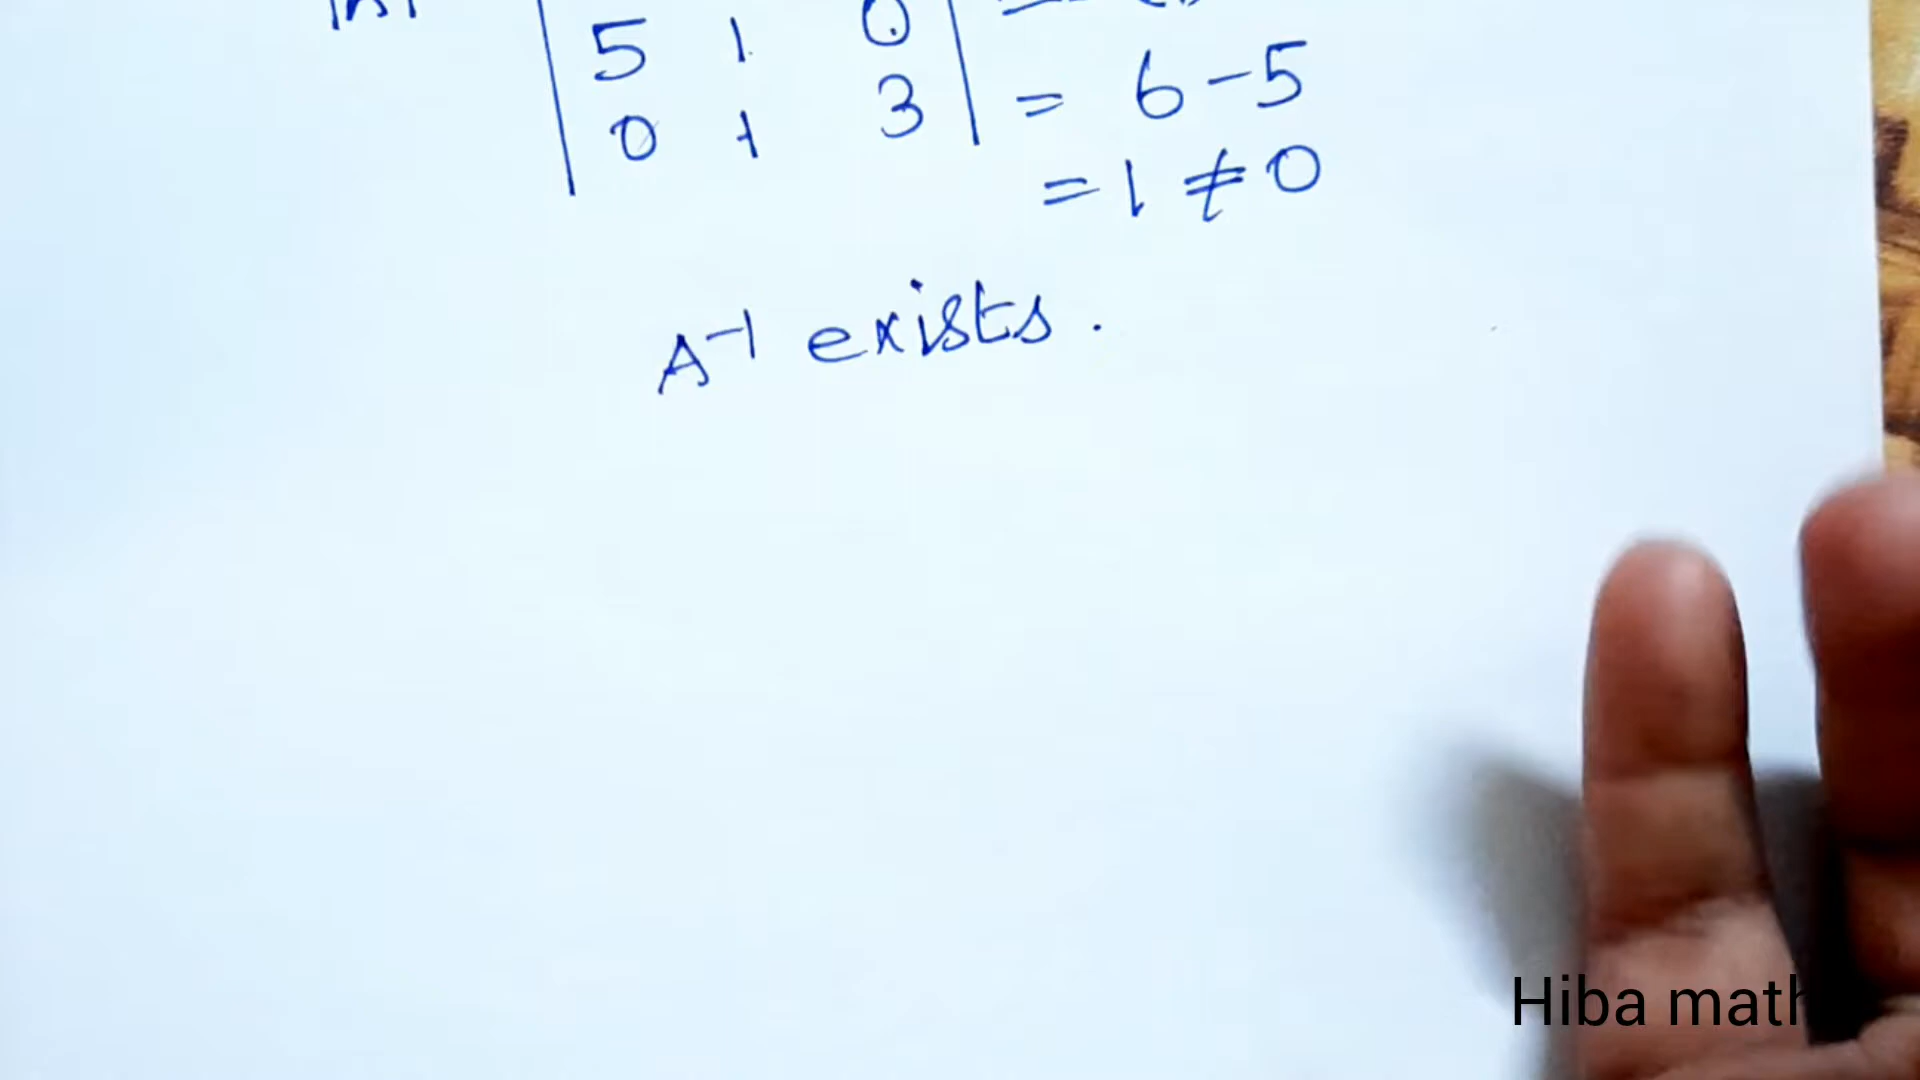 5 1 0
0 1 3 = 6-5
= 1 ≠ 0
A⁻¹ exists.
Hiba math